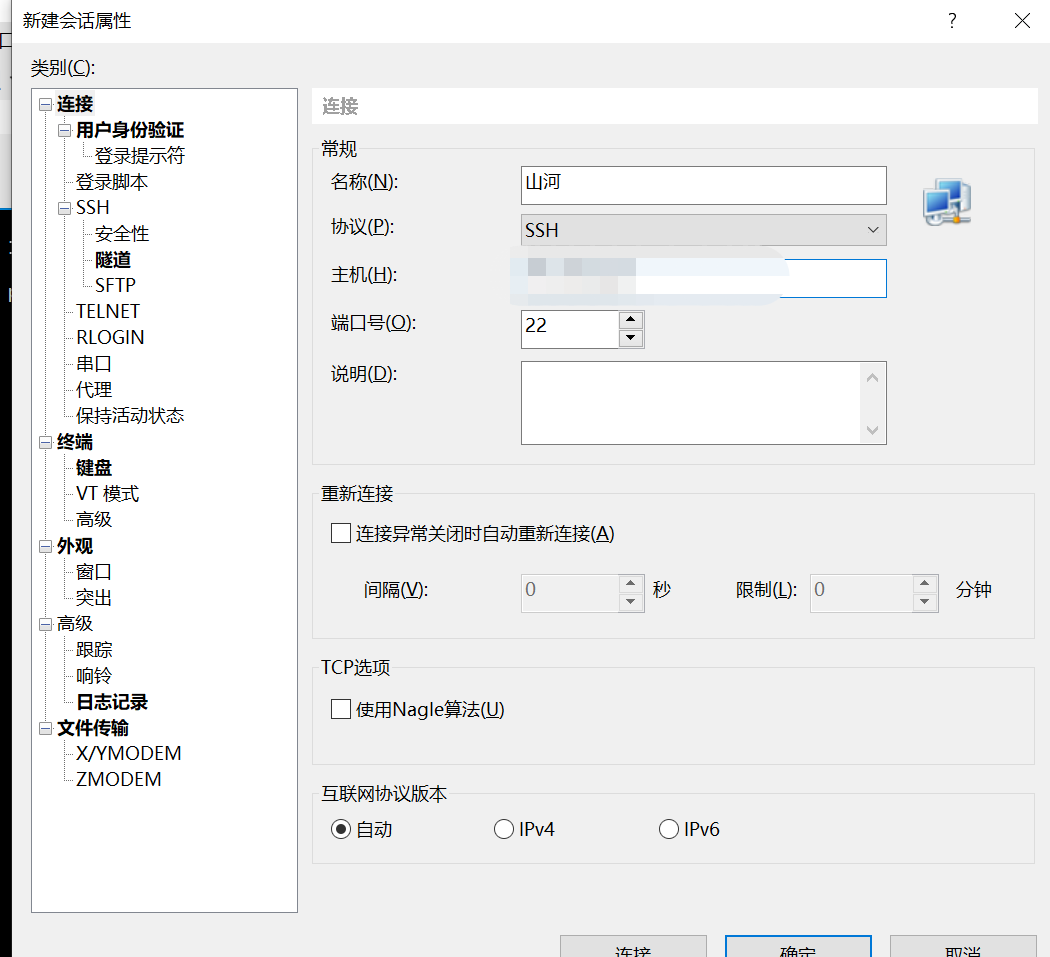 新建会话属性
类别(C):
连接
用户身份验证
登录提示符
登录脚本
SSH
安全性
隧道
SFTP
TELNET
RLOGIN
串口
代理
保持活动状态
终端
键盘
VT 模式
高级
外观
窗口
突出
高级
跟踪
响铃
日志记录
文件传输
X/YMODEM
ZMODEM
连接
常规
名称(N): 山河
协议(P): SSH
主机(H):
端口号(O): 22
说明(D):
重新连接
连接异常关闭时自动重新连接(A)
间隔(V): 0 秒 限制(L): 0 分钟
TCP选项
使用Nagle算法(U)
互联网协议版本
自动 IPv4 IPv6
连接 确定 取消